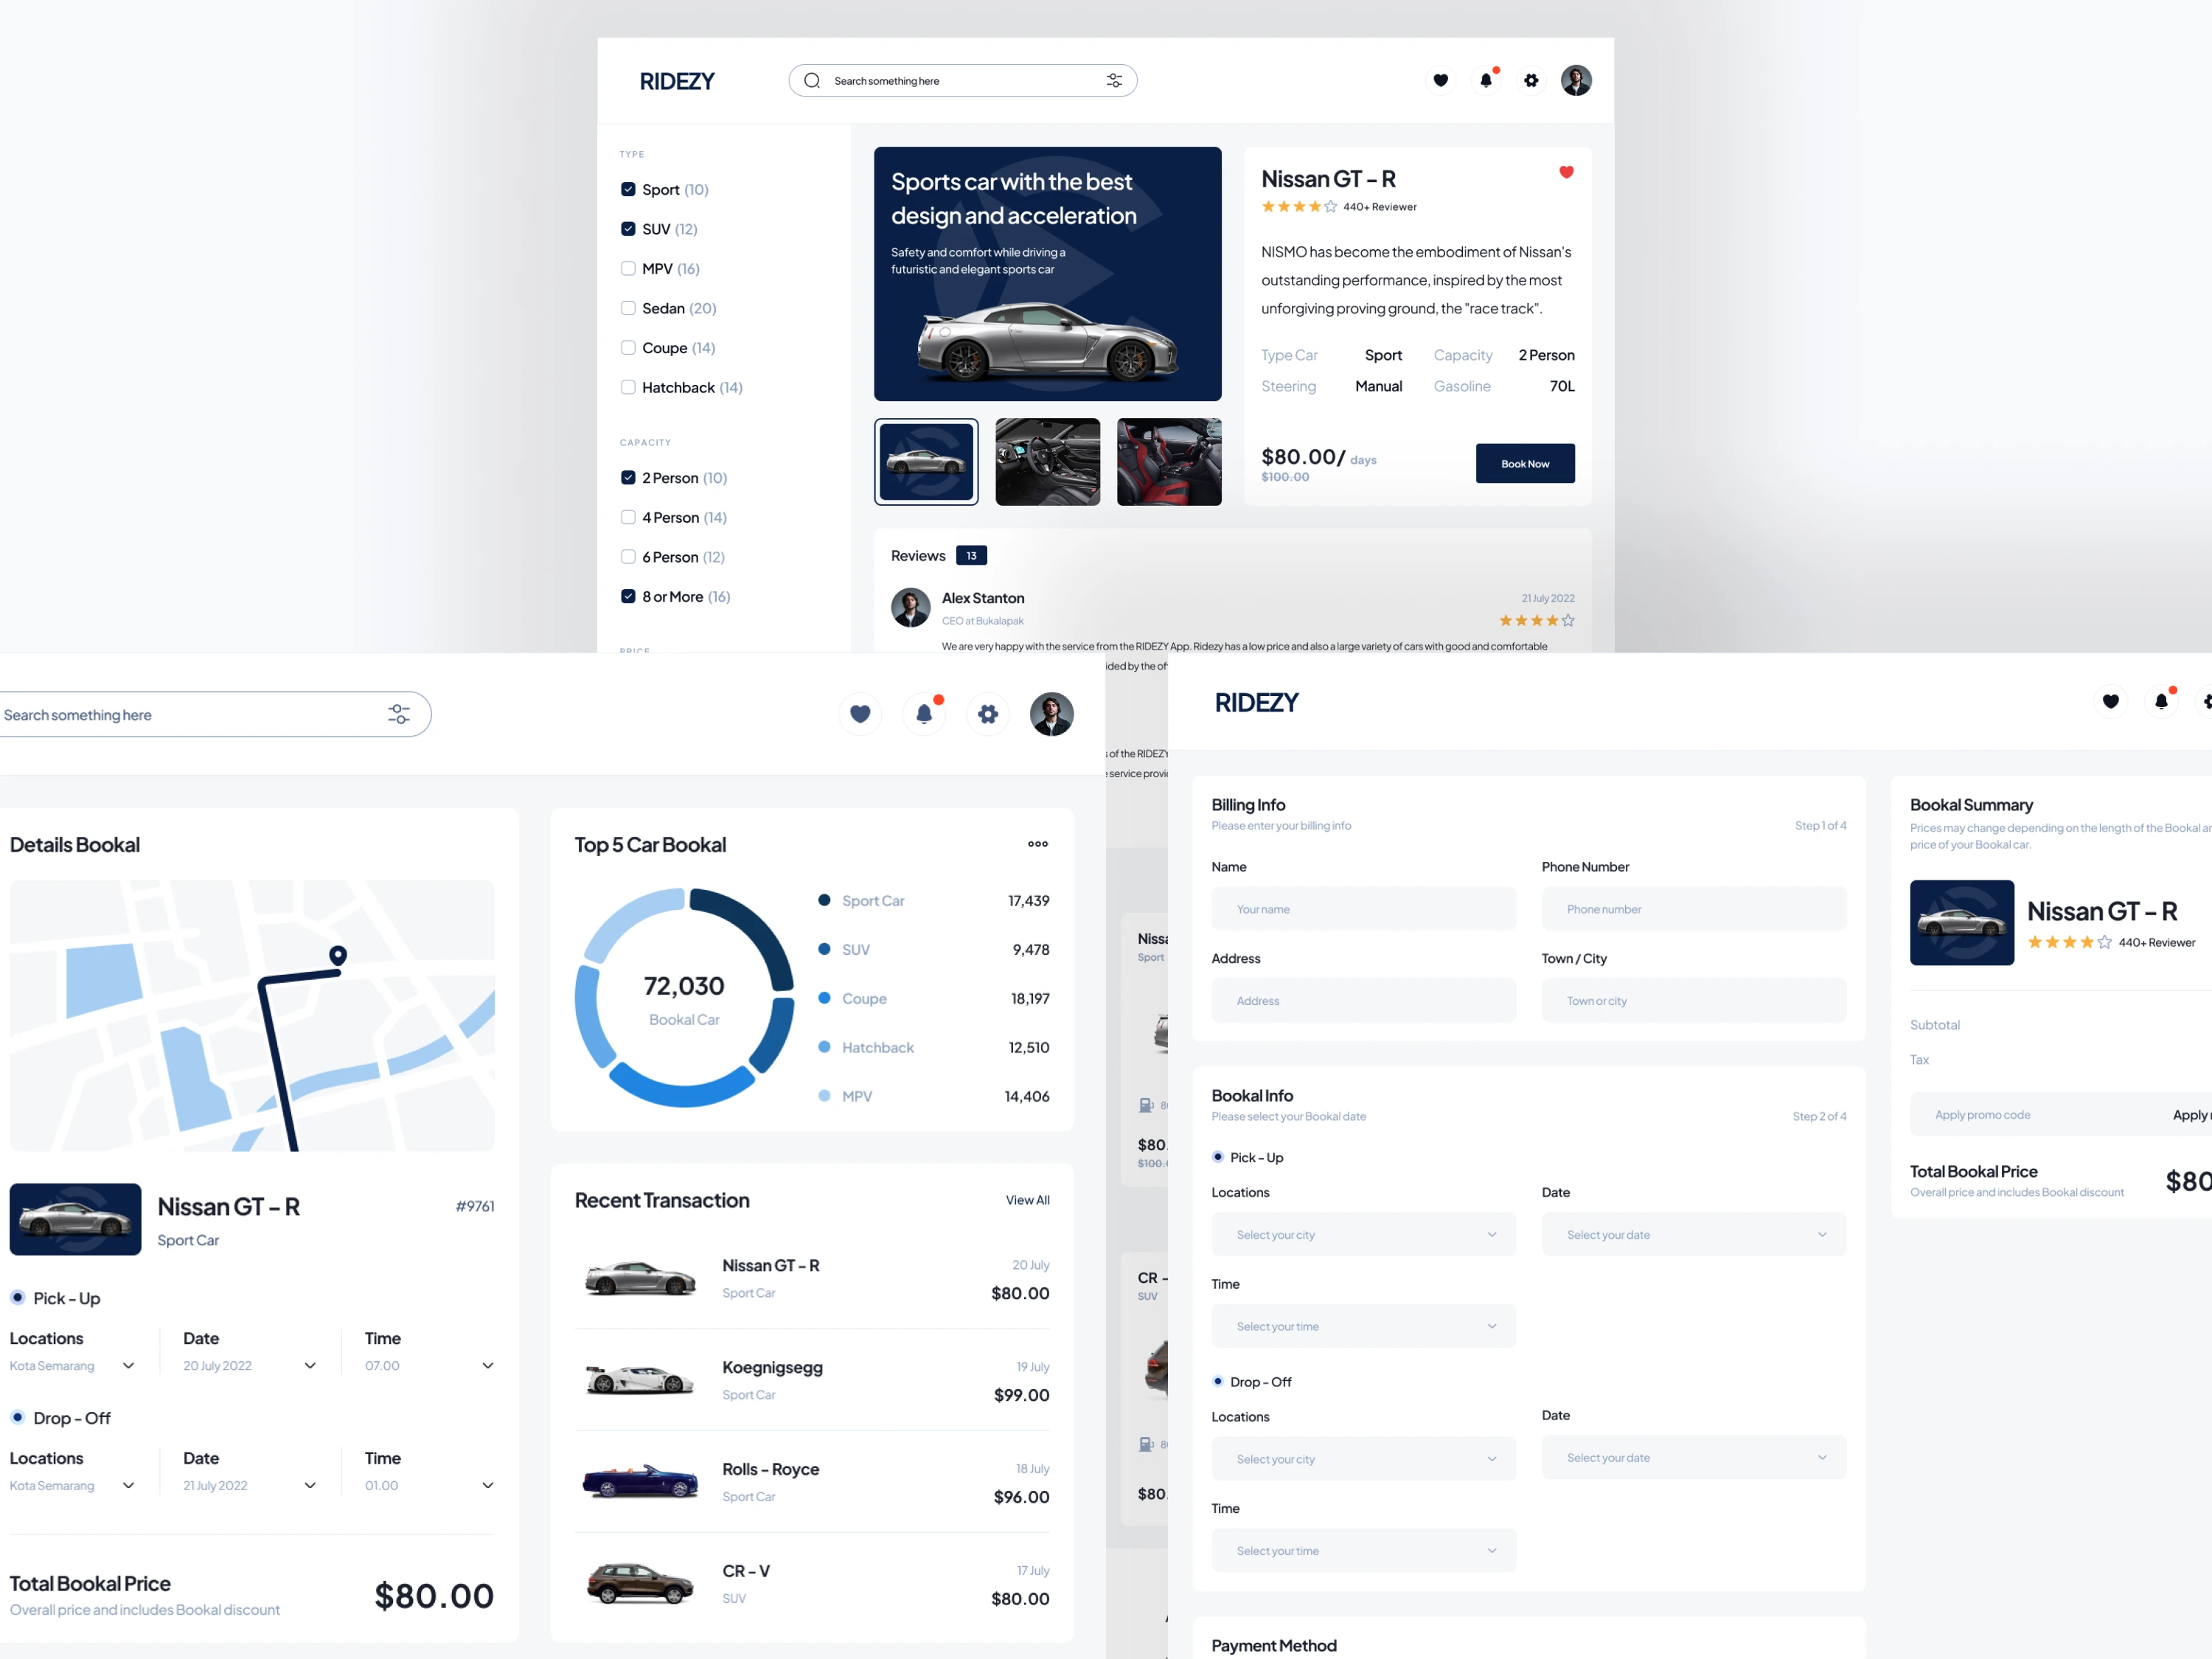 RIDEZY
Search something here
TYPE
Sport (10)
SUV (12)
MPV (16)
Sedan (20)
Coupe (14)
Hatchback (14)
CAPACITY
2 Person (10)
4 Person (14)
6 Person (12)
8 or More (16)
PRICE
Sports car with the best
design and acceleration
Safety and comfort while driving a
futuristic and elegant sports car
Nissan GT - R
440+ Reviewer
NISMO has become the embodiment of Nissan's
outstanding performance, inspired by the most
unforgiving proving ground, the "race track".
Type Car Sport Capacity 2 Person
Steering Manual Gasoline 70L
$80.00/ days
$100.00
Book Now
Reviews 13
Alex Stanton
21 July 2022
CEO at Bukalapak
We are very happy with the service from the RIDEZY App. Ridezy has a low price and also a large variety of cars with good and comfortable
by the
of the RIDEZY
service
Sport
$80.
CR -
SUV
$80.
Search something here
Details Bookal
Nissan GT - R
#9761
Sport Car
Pick - Up
Locations Date Time
Kota Semarang 20 July 2022 07.00
Drop - Off
Locations Date Time
Kota Semarang 21 July 2022 01.00
Total Bookal Price
$80.00
Overall price and includes Bookal discount
Top 5 Car Bookal
72,030
Bookal Car
Sport Car 17,439
SUV 9,478
Coupe 18,197
Hatchback 12,510
MPV 14,406
Recent Transaction
View All
Nissan GT - R 20 July
Sport Car $80.00
Koegnigsegg 19 July
Sport Car $99.00
Rolls - Royce 18 July
Sport Car $96.00
CR - V 17 July
SUV $80.00
RIDEZY
Billing Info
Please enter your billing info
Step 1 of 4
Name Phone Number
Your name Phone number
Address Town / City
Address Town or city
Bookal Info
Please select your Bookal date
Step 2 of 4
Pick - Up
Locations Date
Select your city Select your date
Time
Select your time
Drop - Off
Locations Date
Select your city Select your date
Time
Select your time
Payment Method
Bookal Summary
Prices may change depending on the length of the Bookal
price of your Bookal car.
Nissan GT - R
440+ Reviewer
Subtotal
Tax
Apply promo code Apply
Total Bookal Price
$80
Overall price and includes Bookal discount